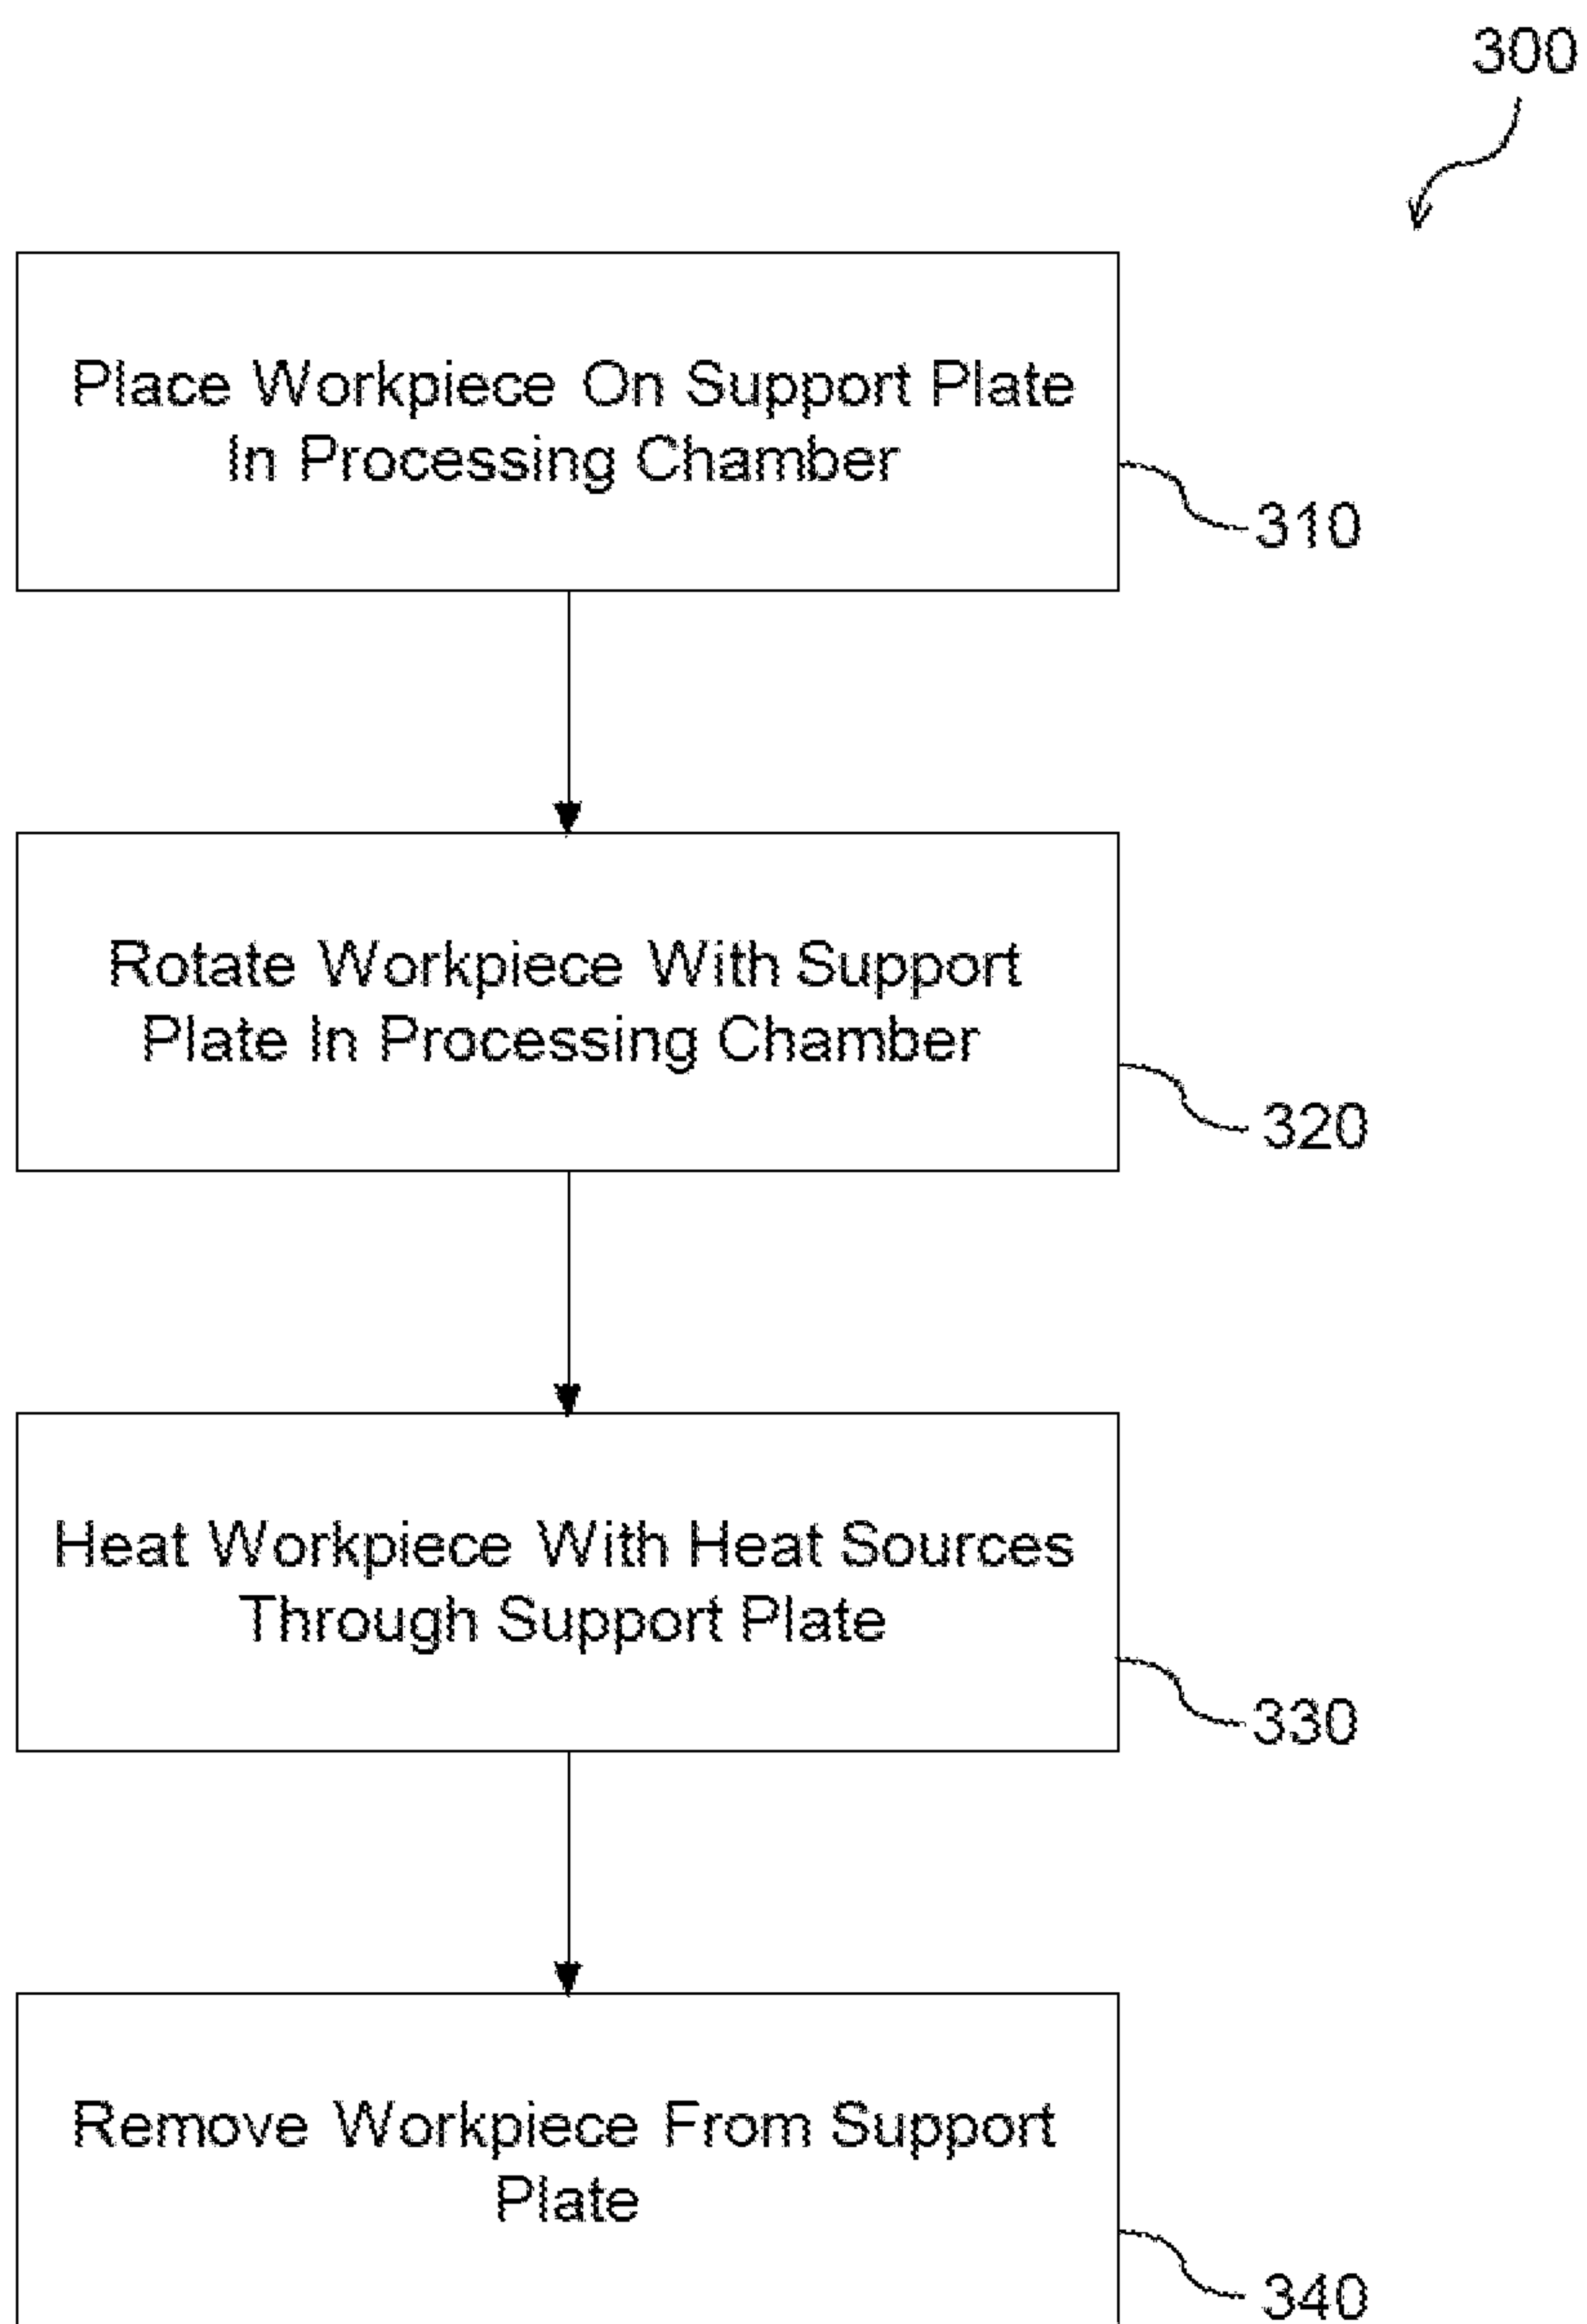 300
Place Workpiece On Support Plate
In Processing Chamber
310
Rotate Workpiece With Support
Plate In Processing Chamber
320
Heat Workpiece With Heat Sources
Through Support Plate
330
Remove Workpiece From Support
Plate
340